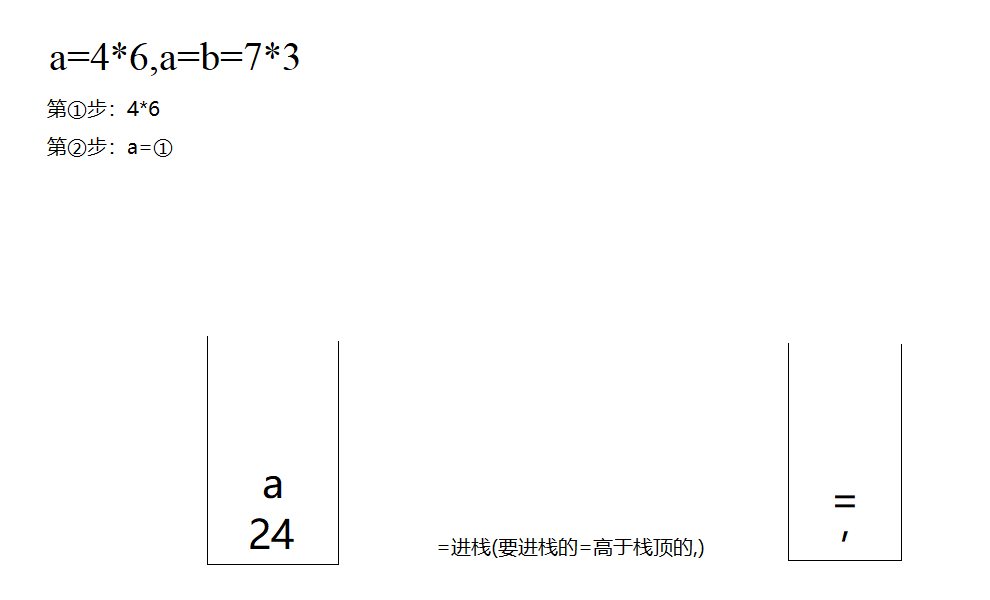 a=4*6,a=b=7*3
第①步：4*6
第②步：a=①
a
24
=进栈(要进栈的=高于栈顶的,)
=
,